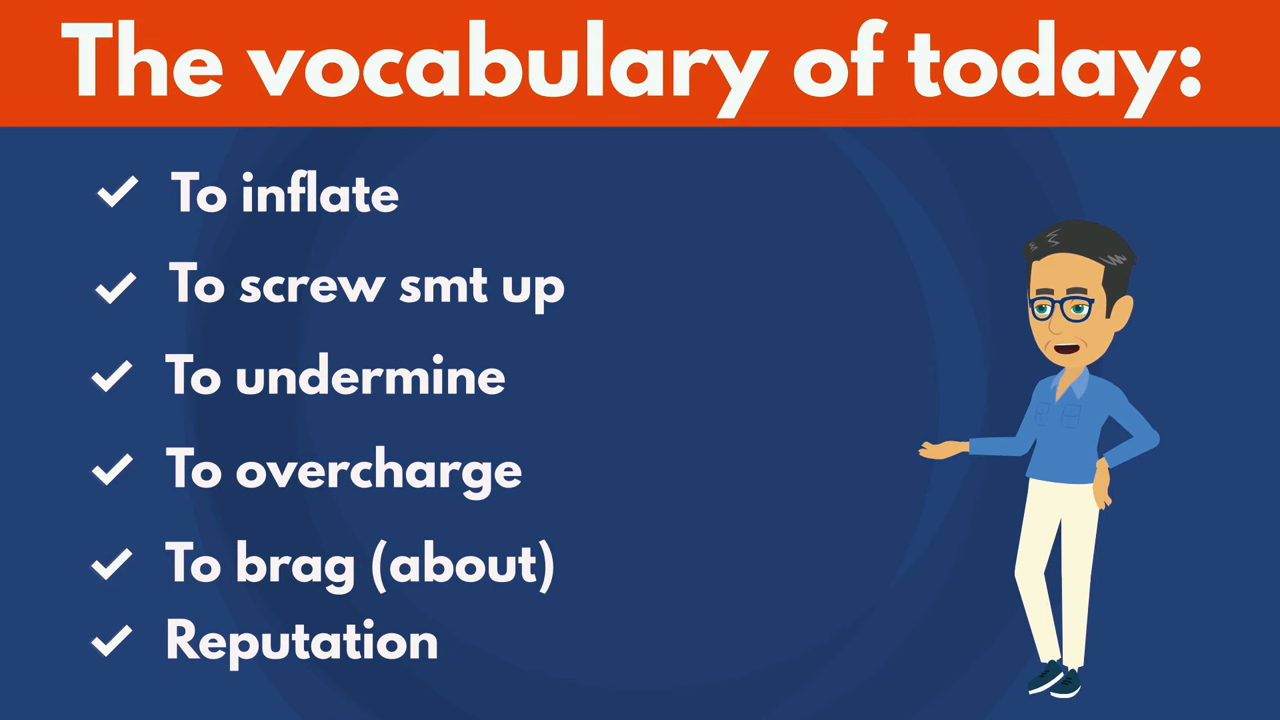 The vocabulary of today:
To inflate
To screw smt up
To undermine
To overcharge
To brag (about)
Reputation